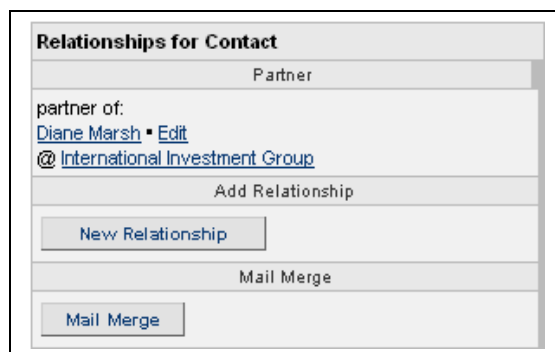 Relationships for Contact
Partner
partner of:
Diane Marsh ▪ Edit
@ International Investment Group
Add Relationship
New Relationship
Mail Merge
Mail Merge